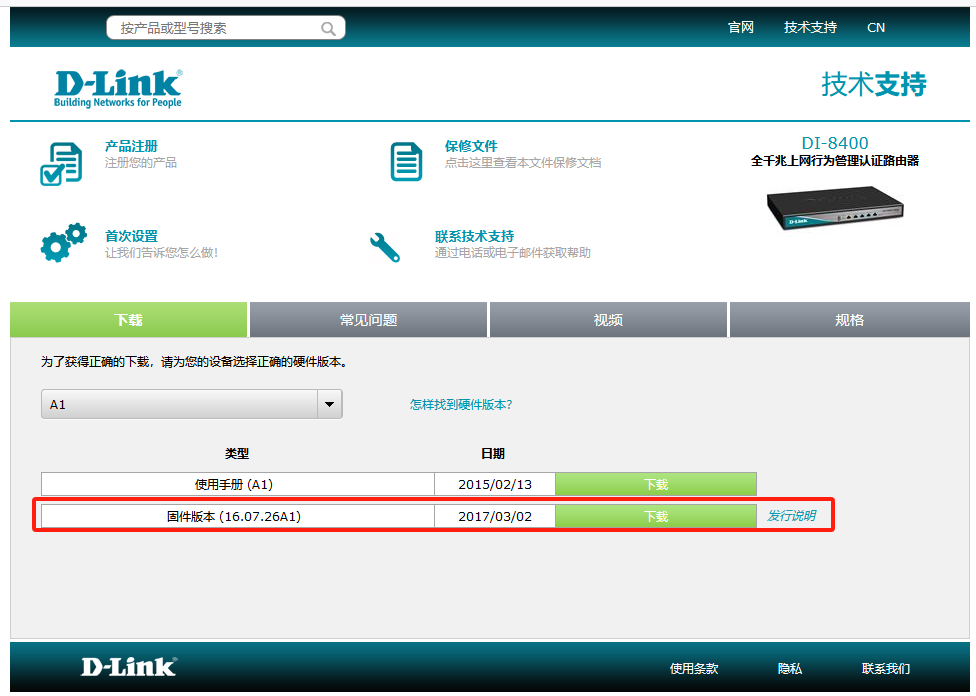 按产品或型号搜索
官网 技术支持 CN
D-Link
Building Networks for People
技术支持
产品注册
注册您的产品
保修文件
点击这里查看本文件保修文档
DI-8400
全千兆上网行为管理认证路由器
D-Link
首次设置
让我们告诉您怎么做!
联系技术支持
通过电话或电子邮件获取帮助
下载 常见问题 视频 规格
为了获得正确的下载，请为您的设备选择正确的硬件版本。
A1
怎样找到硬件版本?
类型 日期
使用手册 (A1) 2015/02/13 下载
固件版本 (16.07.26A1) 2017/03/02 下载 发行说明
D-Link
使用条款 隐私 联系我们